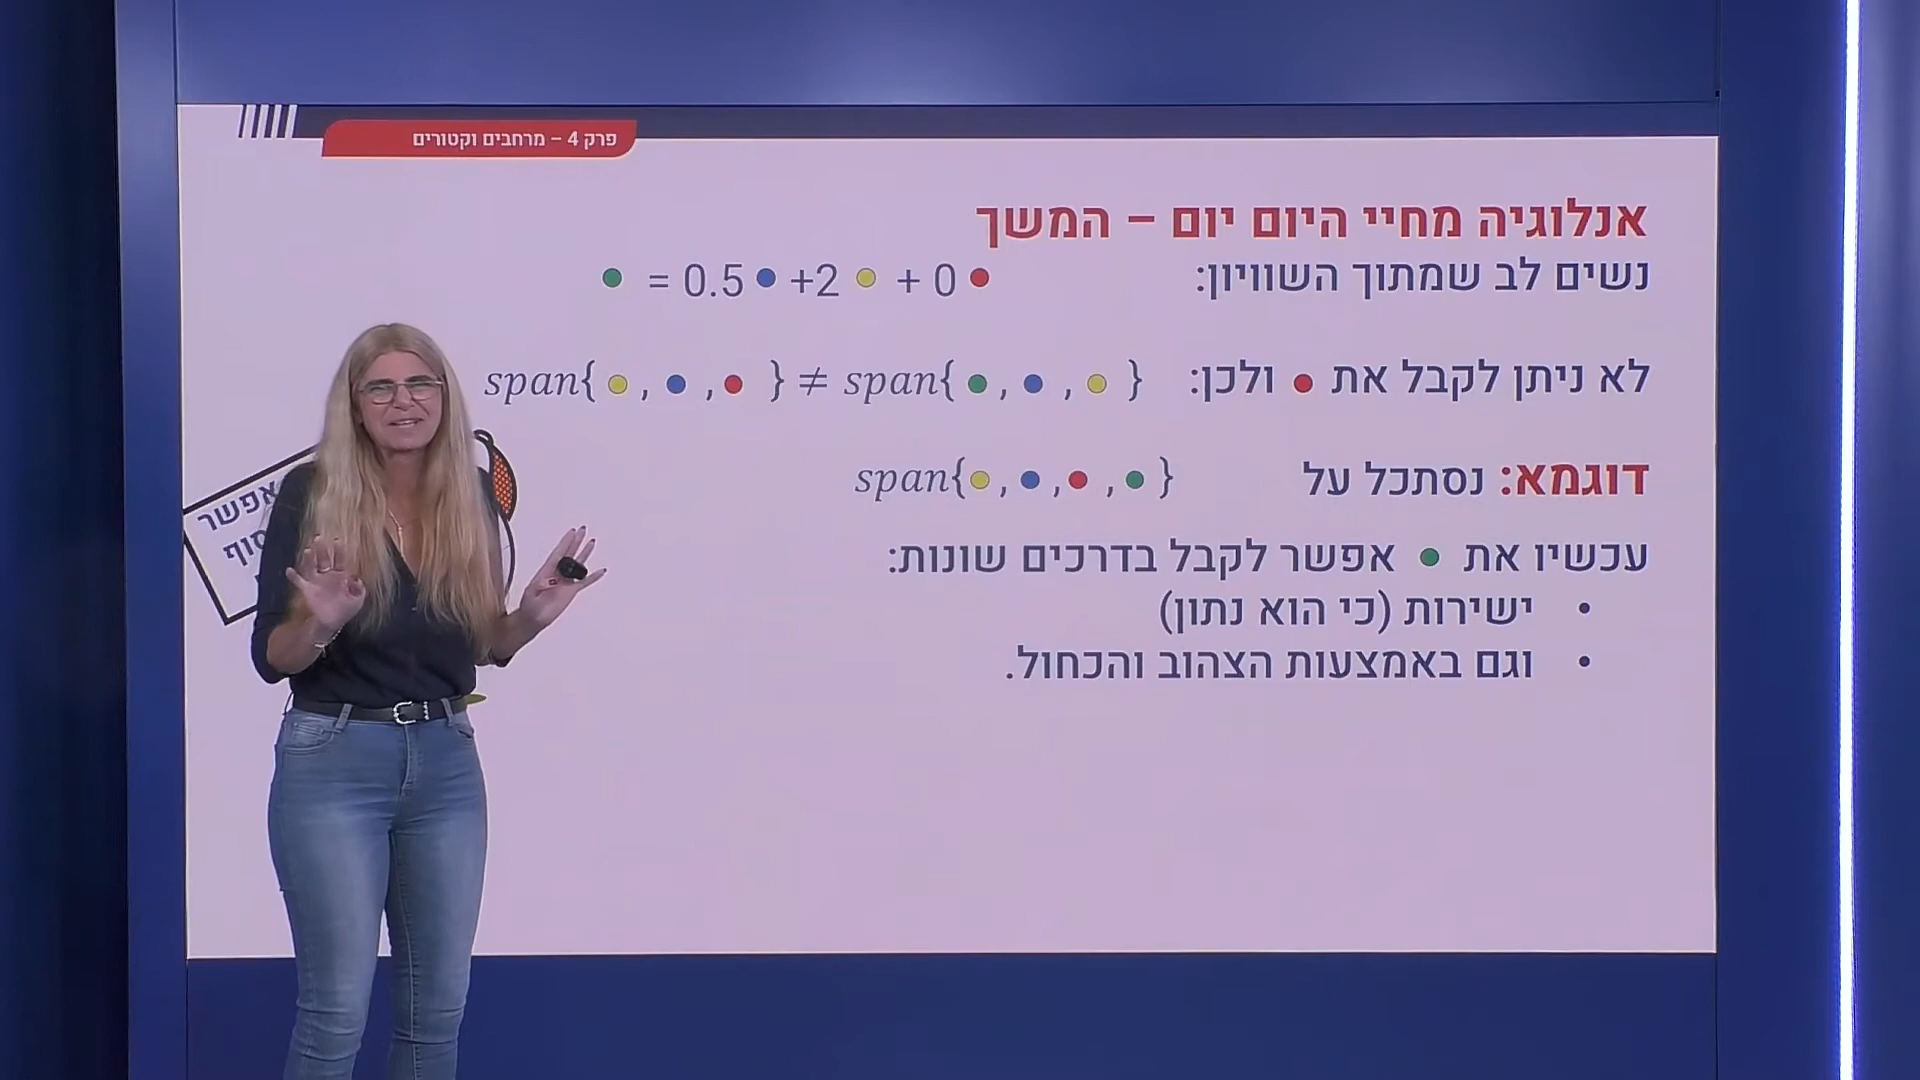 פרק 4 – מרחבים וקטורים
אנלוגיה מחיי היום יום – המשך
נשים לב שמתוך השוויון: = 0.5 +2 + 0
לא ניתן לקבל את ולכן: span{ , , } ≠ span{ , , }
דוגמא: נסתכל על span{ , , , }
עכשיו את אפשר לקבל בדרכים שונות:
• ישירות (כי הוא נתון)
• וגם באמצעות הצהוב והכחול.
אפשר